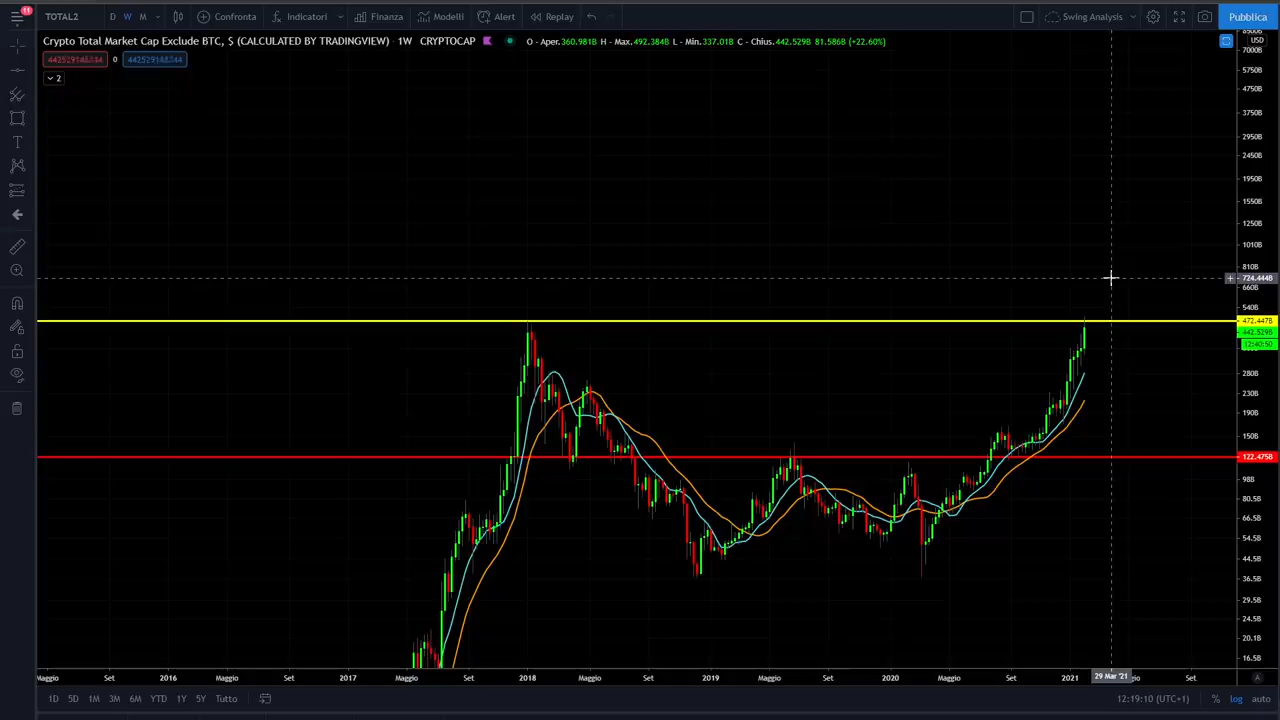 11
TOTAL2 D W M Confronta Indicatori Finanza Modelli Alert Replay Swing Analysis Pubblica
Crypto Total Market Cap Exclude BTC, $ (CALCULATED BY TRADINGVIEW) · 1W CRYPTOCAP O - Aper.360.981B H - Max.492.384B L - Min.337.01B C - Chius.442.529B 81.586B (+22.60%)
0
2
USD
7000B
5750B
4750B
3750B
2950B
2450B
1950B
1550B
1250B
1010B
810B
724.444B
660B
540B
472.447B
442.529B
12:40:50
280B
230B
190B
150B
122.475B
98B
80.5B
66.5B
54.5B
44.5B
36.5B
29.5B
24.5B
20.1B
16.5B
Maggio Set 2016 Maggio Set 2017 Maggio Set 2018 Maggio Set 2019 Maggio Set 2020 Maggio Set 2021 29 Mar '21 Set A
1D 5D 1M 3M 6M YTD 1Y 5Y Tutto 12:19:10 (UTC+1) % log auto